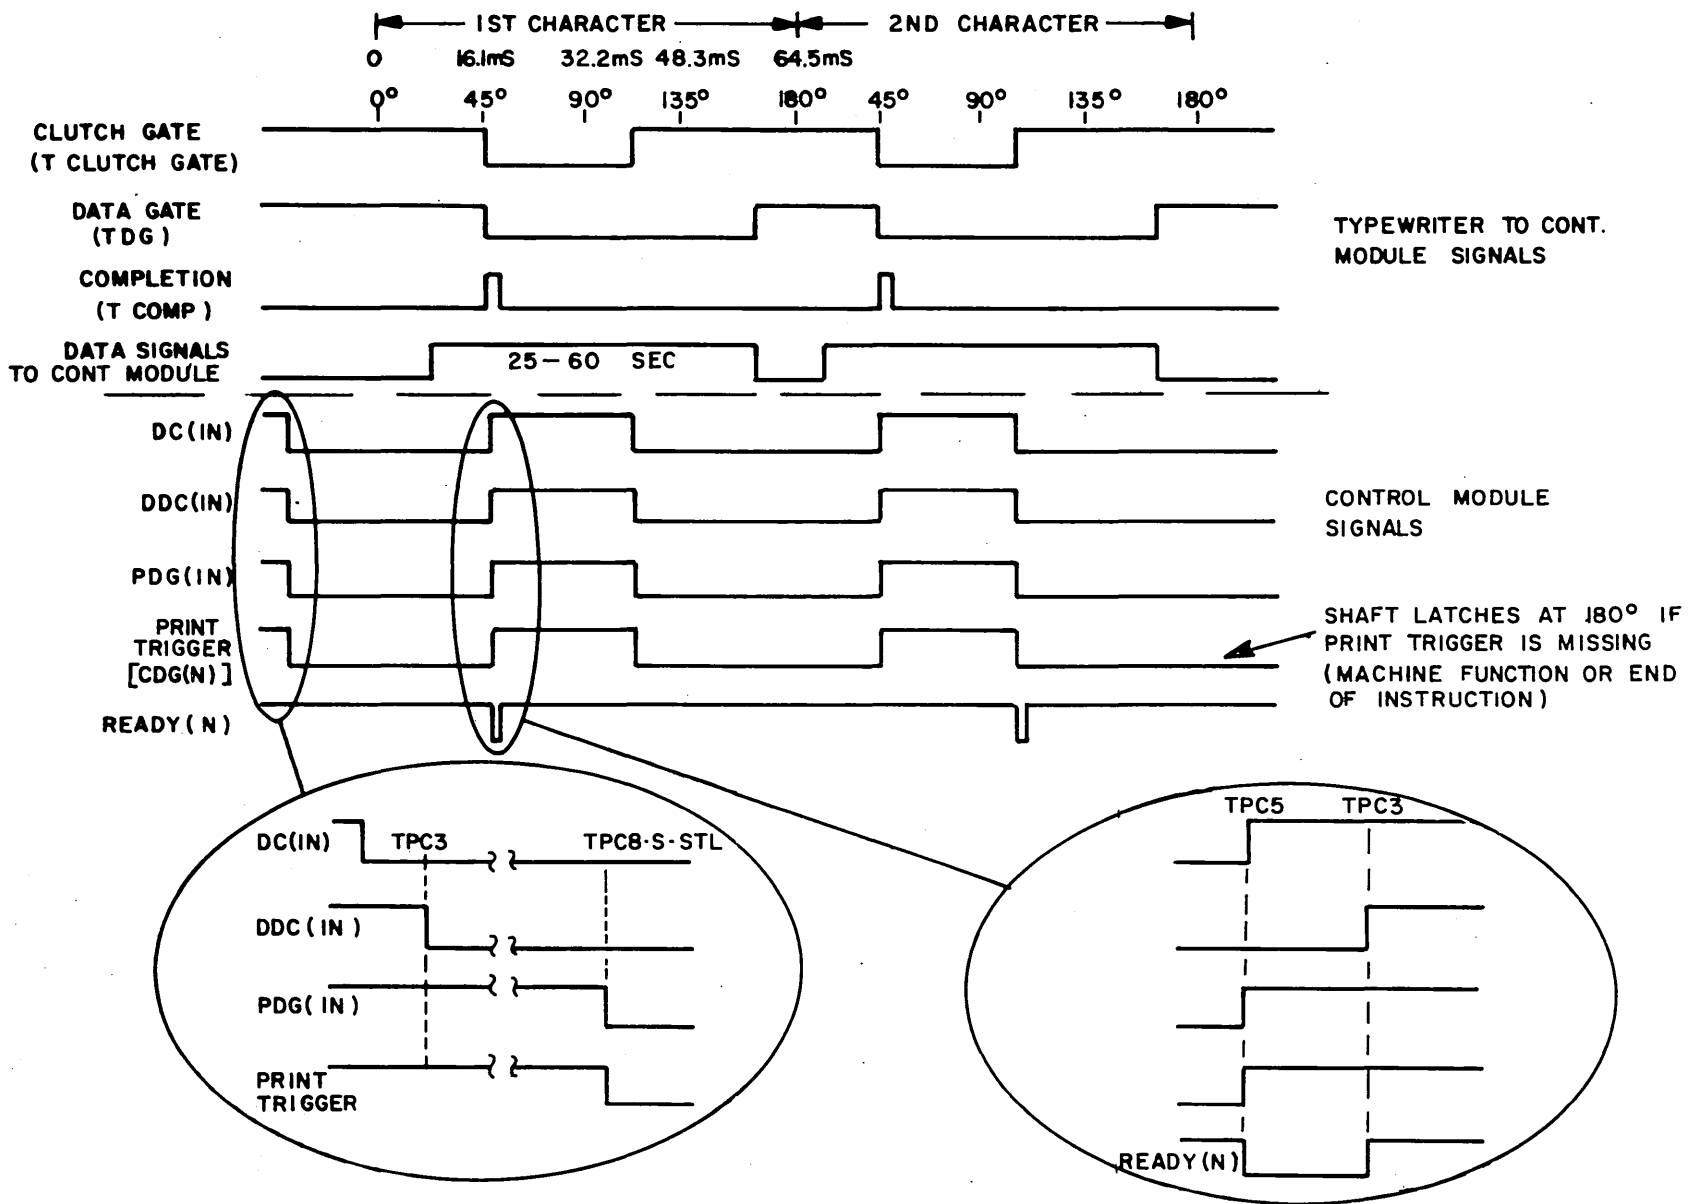 1ST CHARACTER 2ND CHARACTER
0 16.1mS 32.2mS 48.3mS 64.5mS
0° 45° 90° 135° 180° 45° 90° 135° 180°
CLUTCH GATE
(T CLUTCH GATE)
DATA GATE
(TDG)
COMPLETION
(T COMP)
DATA SIGNALS
TO CONT MODULE
25-60 SEC
TYPEWRITER TO CONT.
MODULE SIGNALS
DC(IN)
DDC(IN)
PDG(IN)
PRINT
TRIGGER
[CDG(N)]
READY(N)
CONTROL MODULE
SIGNALS
SHAFT LATCHES AT 180° IF
PRINT TRIGGER IS MISSING
(MACHINE FUNCTION OR END
OF INSTRUCTION)
DC(IN)
TPC3
TPC8·S·STL
DDC(IN)
PDG(IN)
PRINT
TRIGGER
TPC5 TPC3
READY(N)